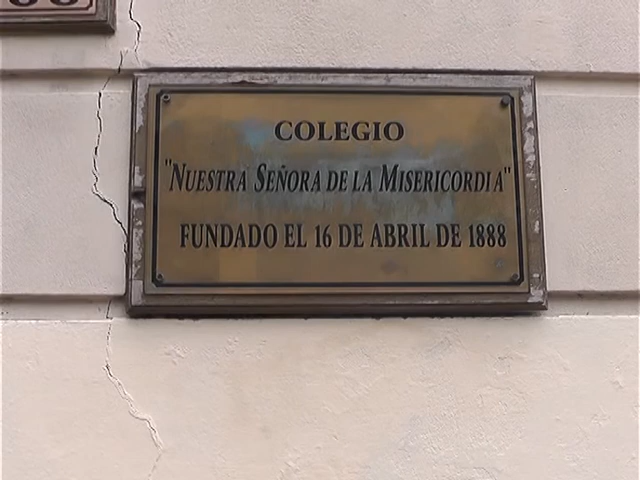 COLEGIO
"NUESTRA SEÑORA DE LA MISERICORDIA"
FUNDADO EL 16 DE ABRIL DE 1888